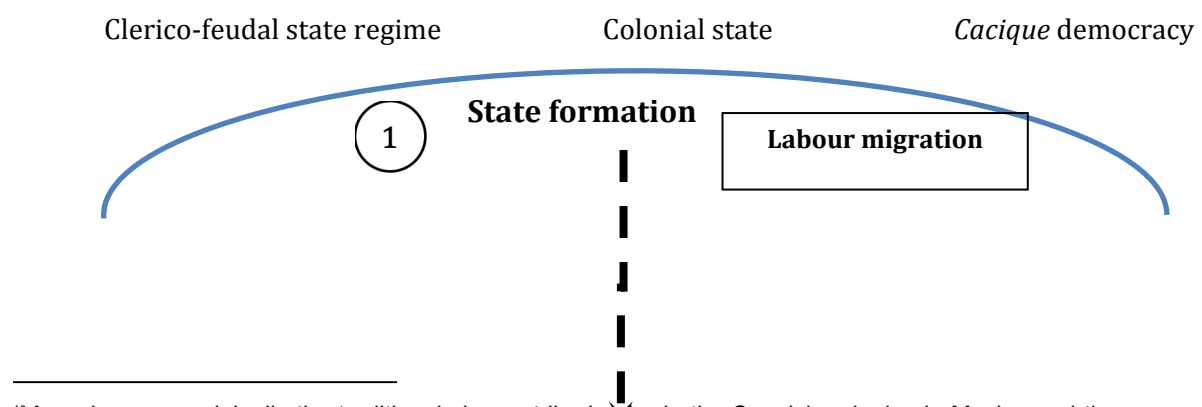 Clerico-feudal state regime Colonial state Cacique democracy
State formation
1
Labour migration